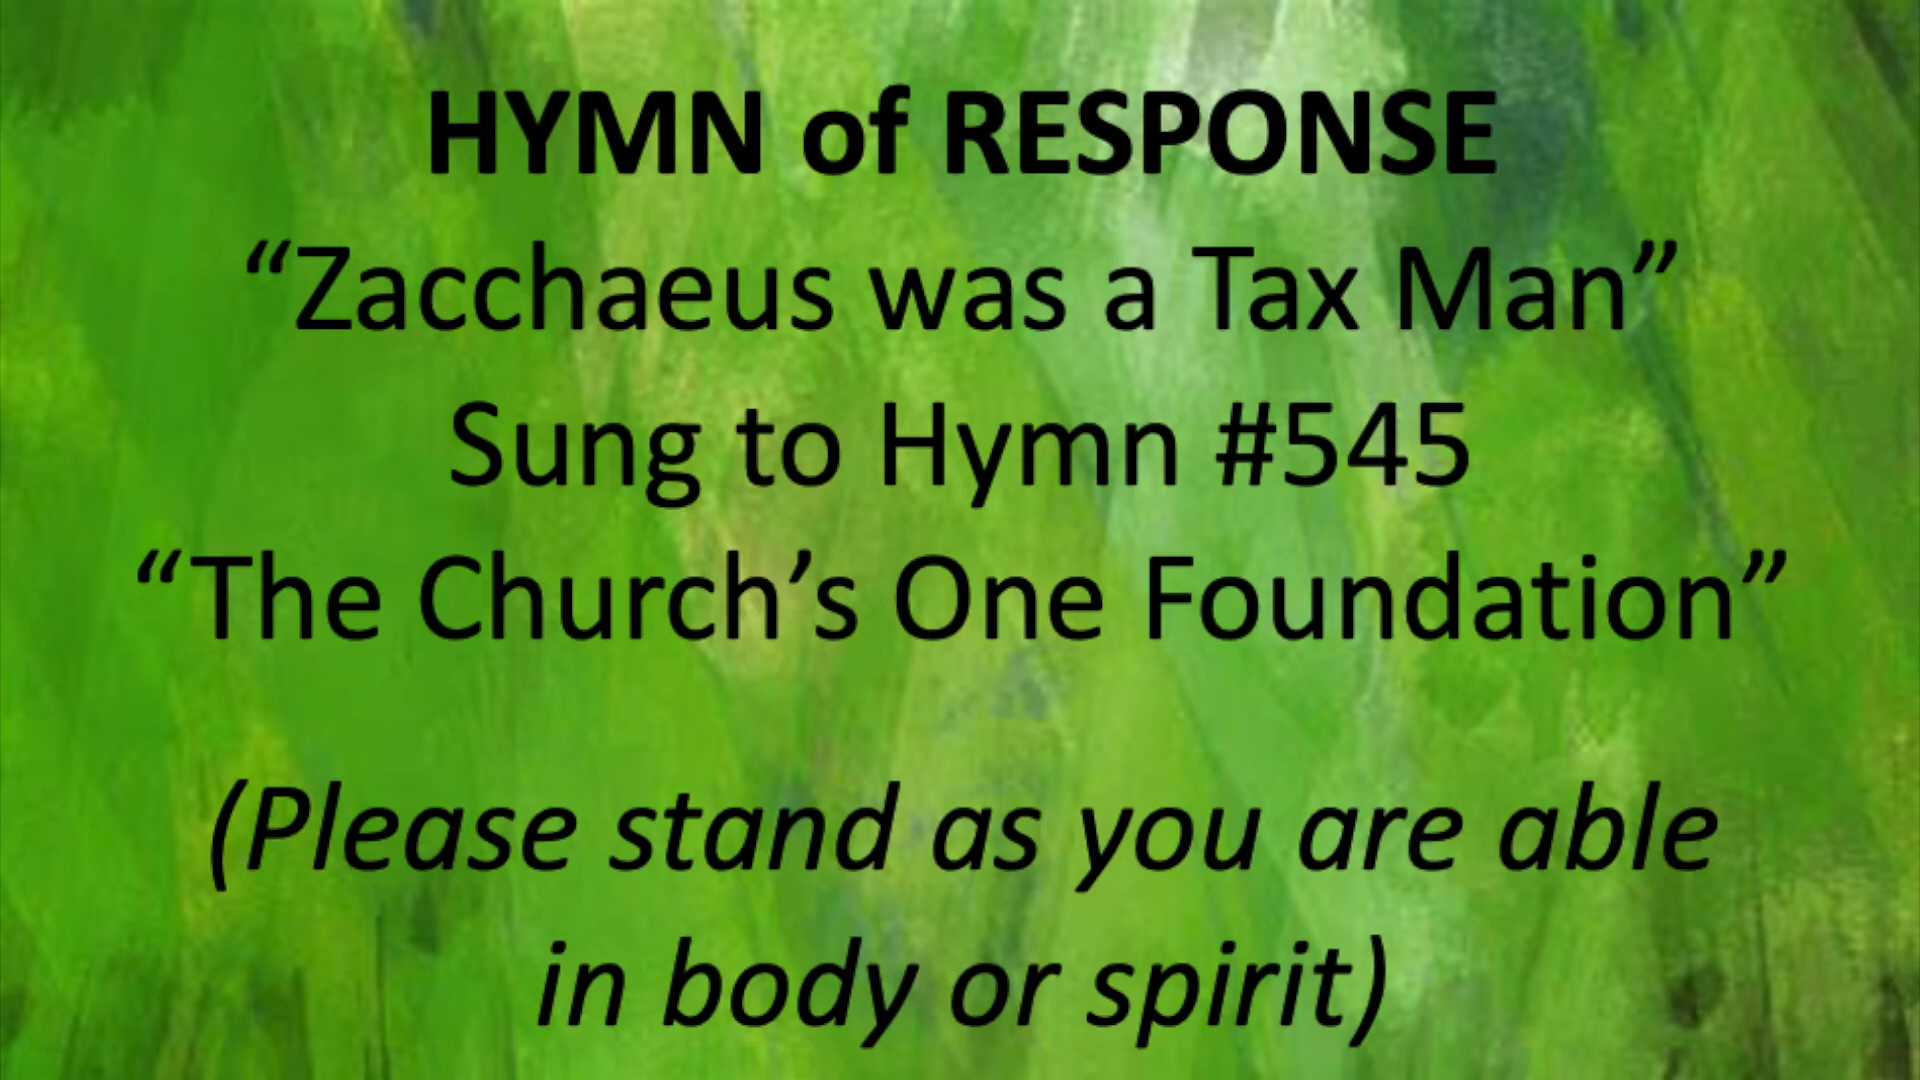 HYMN of RESPONSE
“Zacchaeus was a Tax Man”
Sung to Hymn #545
“The Church’s One Foundation”
(Please stand as you are able
in body or spirit)